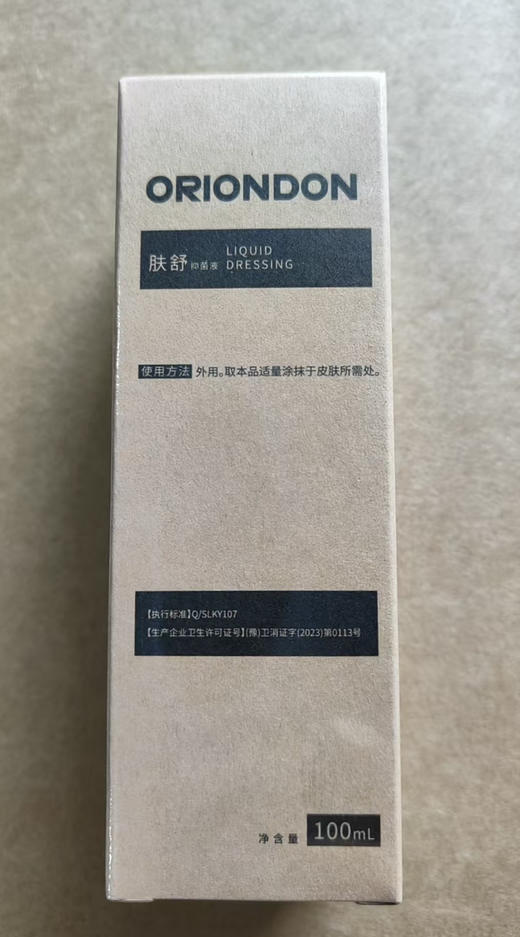 ORIONDON
肤舒 抑菌液 LIQUID DRESSING
使用方法 外用。取本品适量涂抹于皮肤所需处。
【执行标准】Q/SLKY107
【生产企业卫生许可证号】(豫)卫消证字(2023)第0113号
净含量 100mL